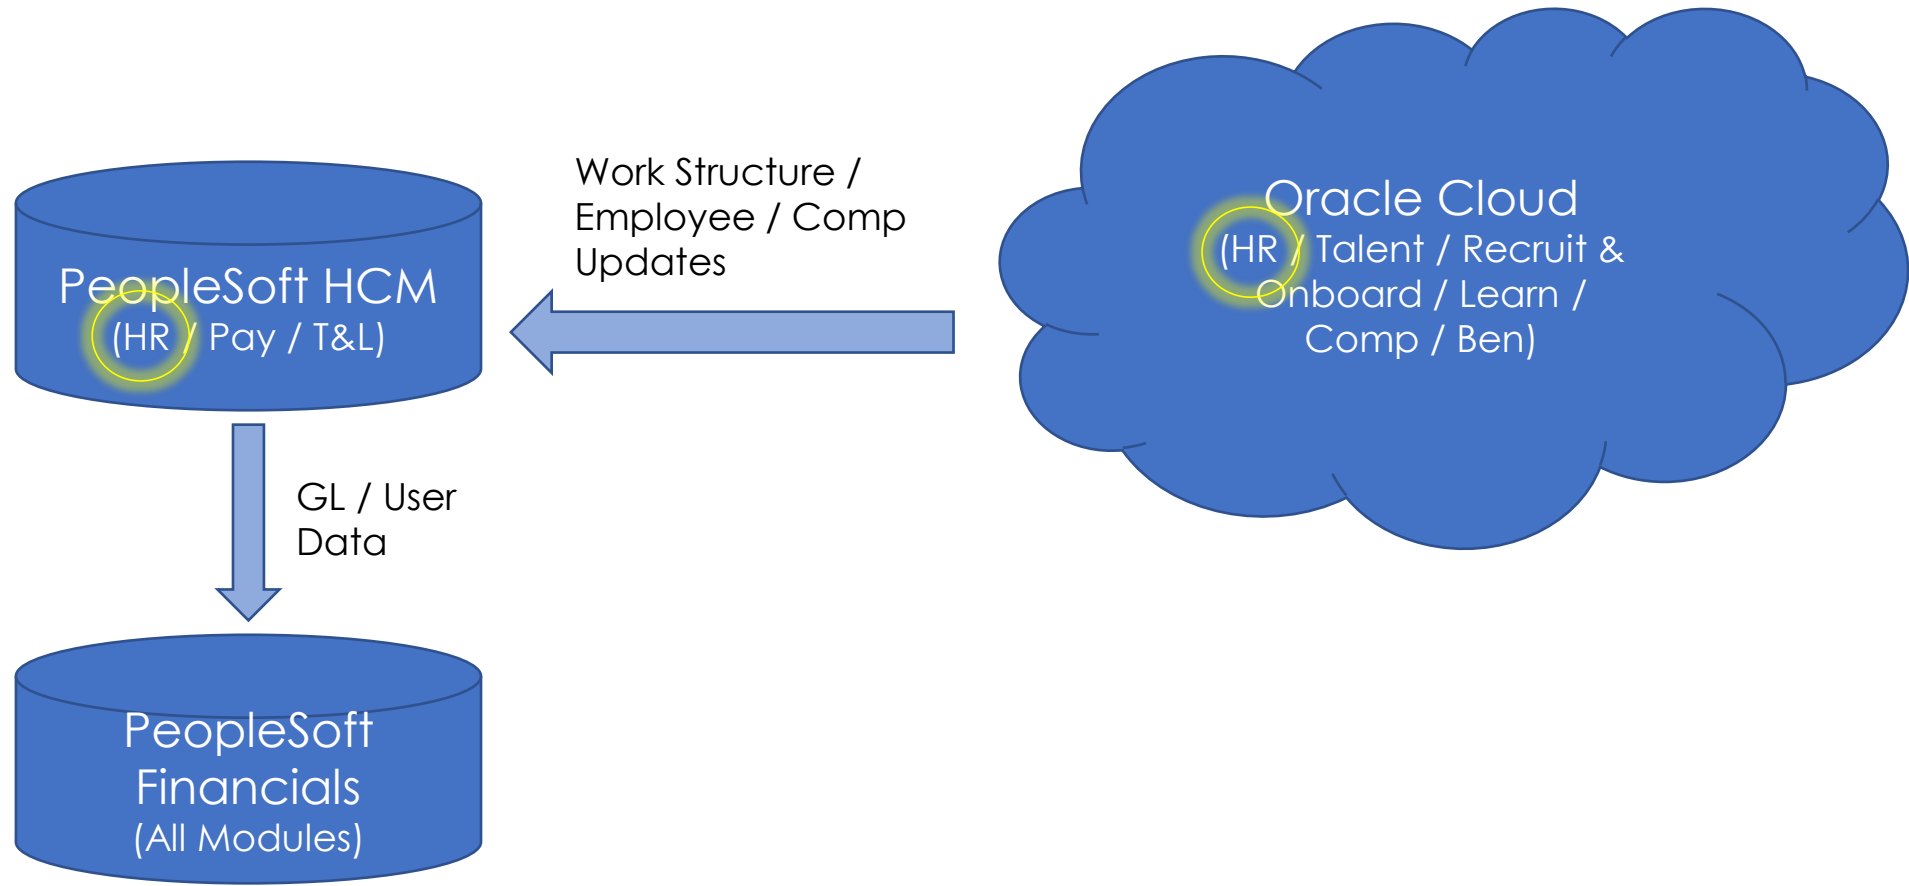 Oracle Cloud
(HR / Talent / Recruit &
Onboard / Learn /
Comp / Ben)
Work Structure /
Employee / Comp
Updates
PeopleSoft HCM
(HR / Pay / T&L)
GL / User
Data
PeopleSoft
Financials
(All Modules)